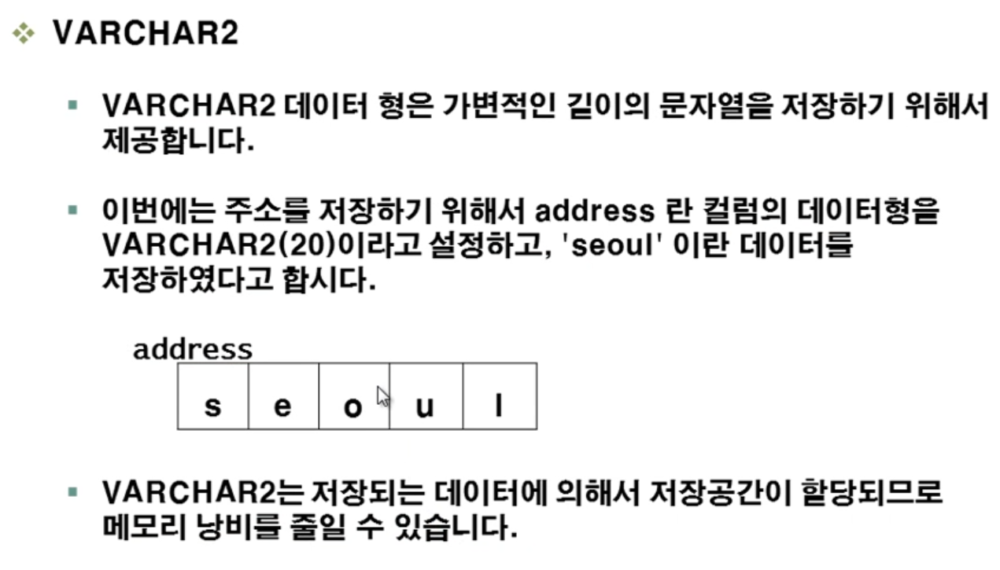 VARCHAR2
VARCHAR2 데이터 형은 가변적인 길이의 문자열을 저장하기 위해서
제공합니다.
이번에는 주소를 저장하기 위해서 address 란 컬럼의 데이터형을
VARCHAR2(20)이라고 설정하고, 'seoul' 이란 데이터를
저장하였다고 합시다.
address
s e o u l
VARCHAR2는 저장되는 데이터에 의해서 저장공간이 할당되므로
메모리 낭비를 줄일 수 있습니다.